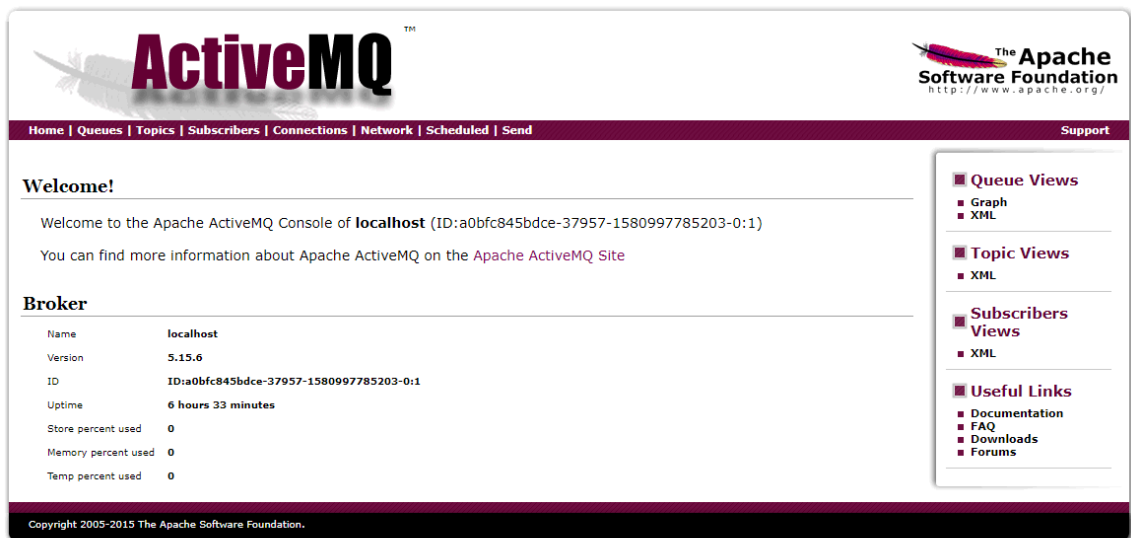 ActiveMQ™
The Apache
Software Foundation
http://www.apache.org/
Home | Queues | Topics | Subscribers | Connections | Network | Scheduled | Send
Support
Welcome!
Welcome to the Apache ActiveMQ Console of localhost (ID:a0bfc845bdce-37957-1580997785203-0:1)
You can find more information about Apache ActiveMQ on the Apache ActiveMQ Site
Broker
Name localhost
Version 5.15.6
ID ID:a0bfc845bdce-37957-1580997785203-0:1
Uptime 6 hours 33 minutes
Store percent used 0
Memory percent used 0
Temp percent used 0
Queue Views
Graph
XML
Topic Views
XML
Subscribers
Views
XML
Useful Links
Documentation
FAQ
Downloads
Forums
Copyright 2005-2015 The Apache Software Foundation.